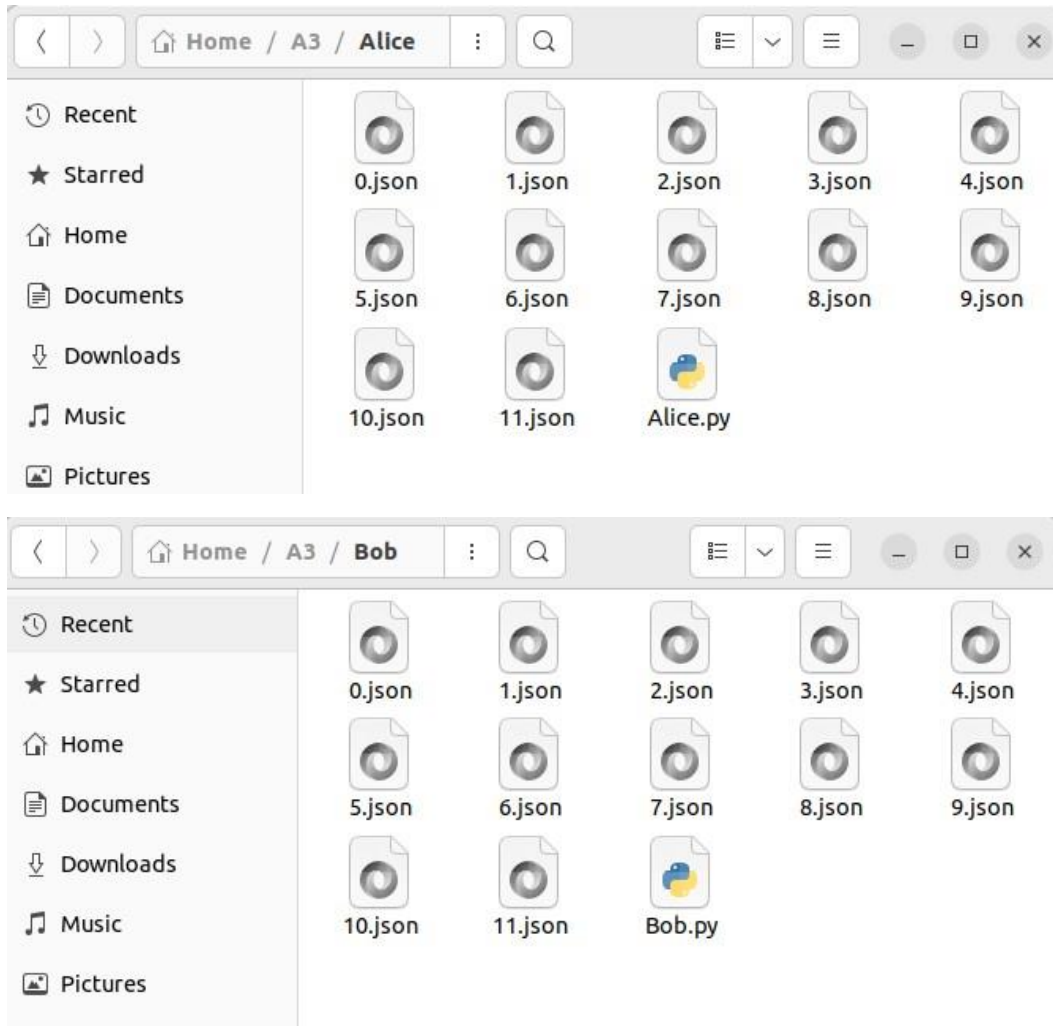 Home / A3 / Alice
Recent
0.json 1.json 2.json 3.json 4.json
Starred
Home
5.json 6.json 7.json 8.json 9.json
Documents
Downloads
Music
10.json 11.json Alice.py
Pictures
Home / A3 / Bob
Recent
0.json 1.json 2.json 3.json 4.json
Starred
Home
5.json 6.json 7.json 8.json 9.json
Documents
Downloads
Music
10.json 11.json Bob.py
Pictures